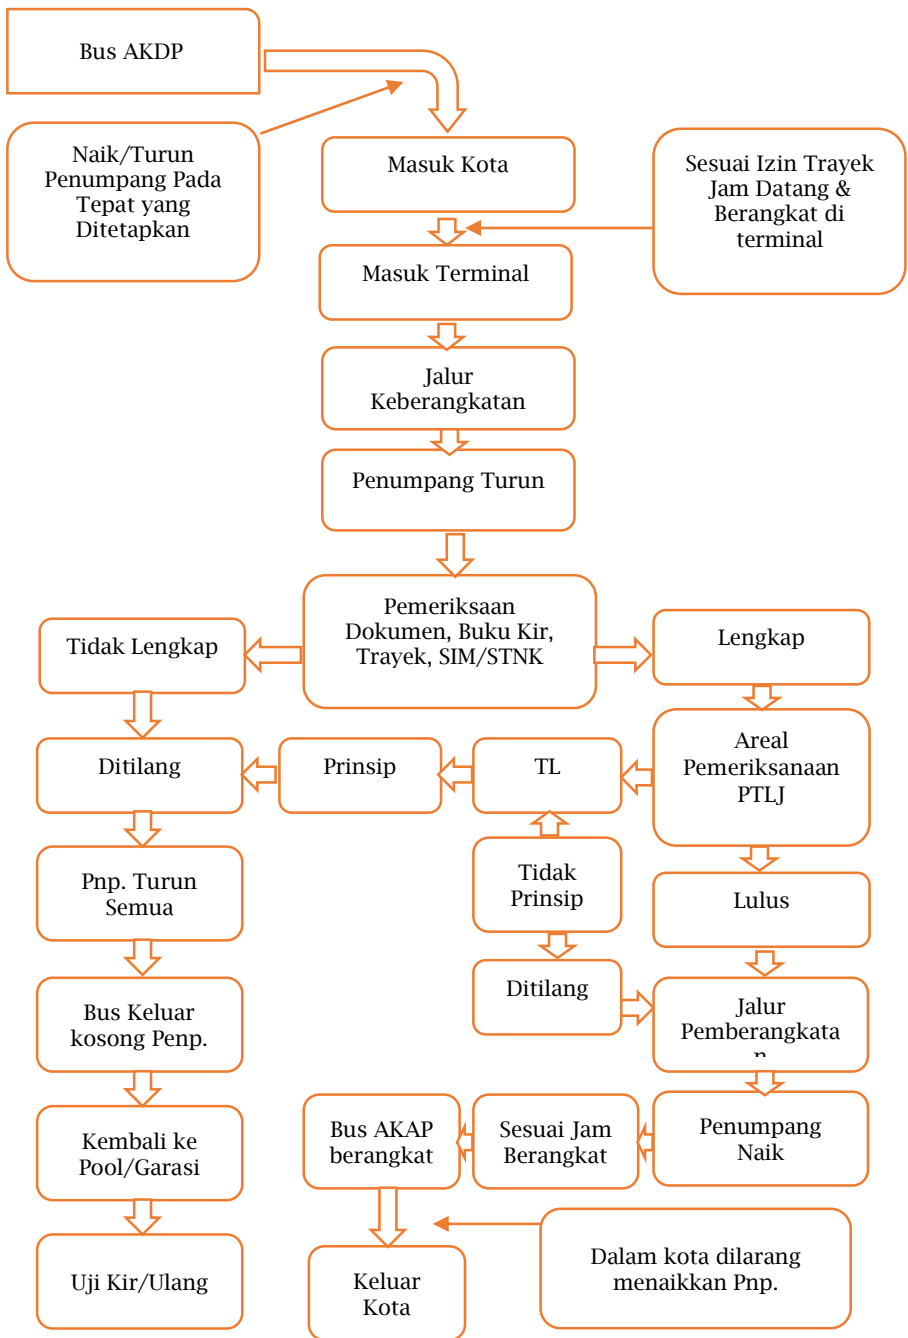 Bus AKDP
Naik/Turun
Penumpang Pada
Tepat yang
Ditetapkan
Masuk Kota
Sesuai Izin Trayek
Jam Datang &
Berangkat di
terminal
Masuk Terminal
Jalur
Keberangkatan
Penumpang Turun
Pemeriksaan
Dokumen, Buku Kir,
Trayek, SIM/STNK
Tidak Lengkap
Lengkap
Ditilang
Prinsip
TL
Areal
Pemeriksanaan
PTLJ
Tidak
Prinsip
Pnp. Turun
Semua
Lulus
Ditilang
Bus Keluar
kosong Penp.
Jalur
Pemberangkata
n
Kembali ke
Pool/Garasi
Bus AKAP
berangkat
Sesuai Jam
Berangkat
Penumpang
Naik
Uji Kir/Ulang
Keluar
Kota
Dalam kota dilarang
menaikkan Pnp.